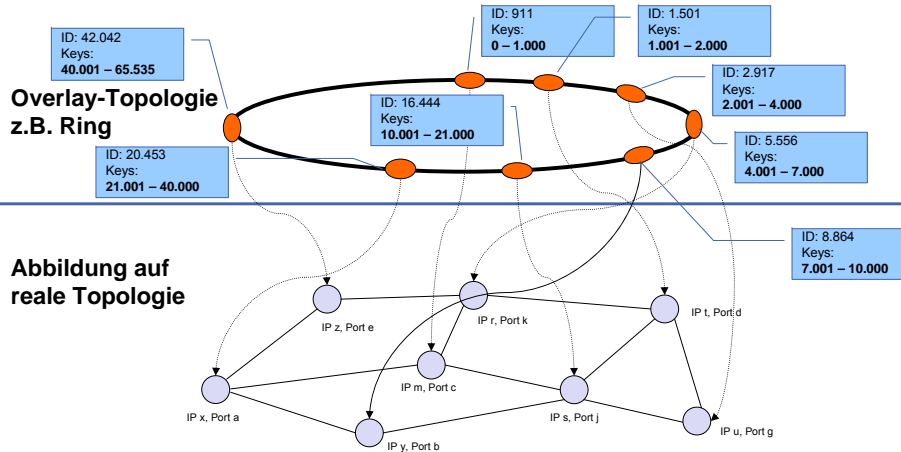 ID: 911
Keys:
0 – 1.000
ID: 1.501
Keys:
1.001 – 2.000
ID: 42.042
Keys:
40.001 – 65.535
ID: 2.917
Keys:
2.001 – 4.000
Overlay-Topologie
z.B. Ring
ID: 16.444
Keys:
10.001 – 21.000
ID: 20.453
Keys:
21.001 – 40.000
ID: 5.556
Keys:
4.001 – 7.000
ID: 8.864
Keys:
7.001 – 10.000
Abbildung auf
reale Topologie
IP z, Port e
IP r, Port k
IP t, Port d
IP m, Port c
IP x, Port a
IP s, Port j
IP y, Port b
IP u, Port g